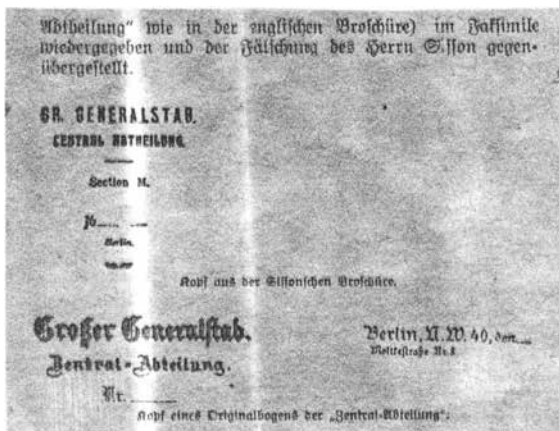 Abtheilung“ wie in der englischen Broschüre) im Faksimile
wiedergegeben und der Fälschung des Herrn Sisson gegen-
übergestellt.
GR. GENERALSTAB.
CENTRAL ABTHEILUNG.
Section M.
№
Berlin,
Kopf aus der Sissonschen Broschüre.
Großer Generalstab.
Zentral-Abteilung.
Nr.
Berlin, N.W. 40, den
Moltkestraße Nr. 8
Kopf eines Originalbogens der „Zentral-Abteilung“: